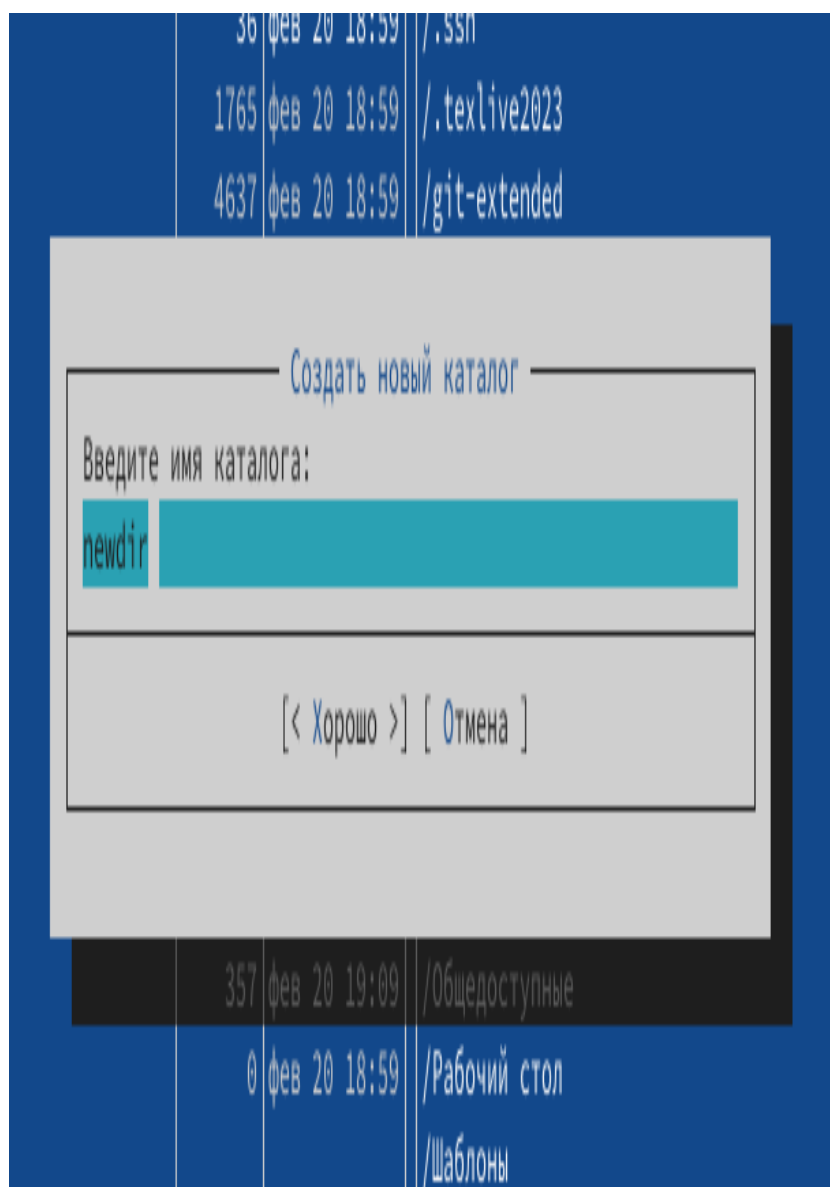 36 фев 20 18:59 /.ssh
1765 фев 20 18:59 /.texlive2023
4637 фев 20 18:59 /git-extended
Создать новый каталог
Введите имя каталога:
newdir
[< Хорошо >] [ Отмена ]
357 фев 20 19:09 /Общедоступные
0 фев 20 18:59 /Рабочий стол
/Шаблоны